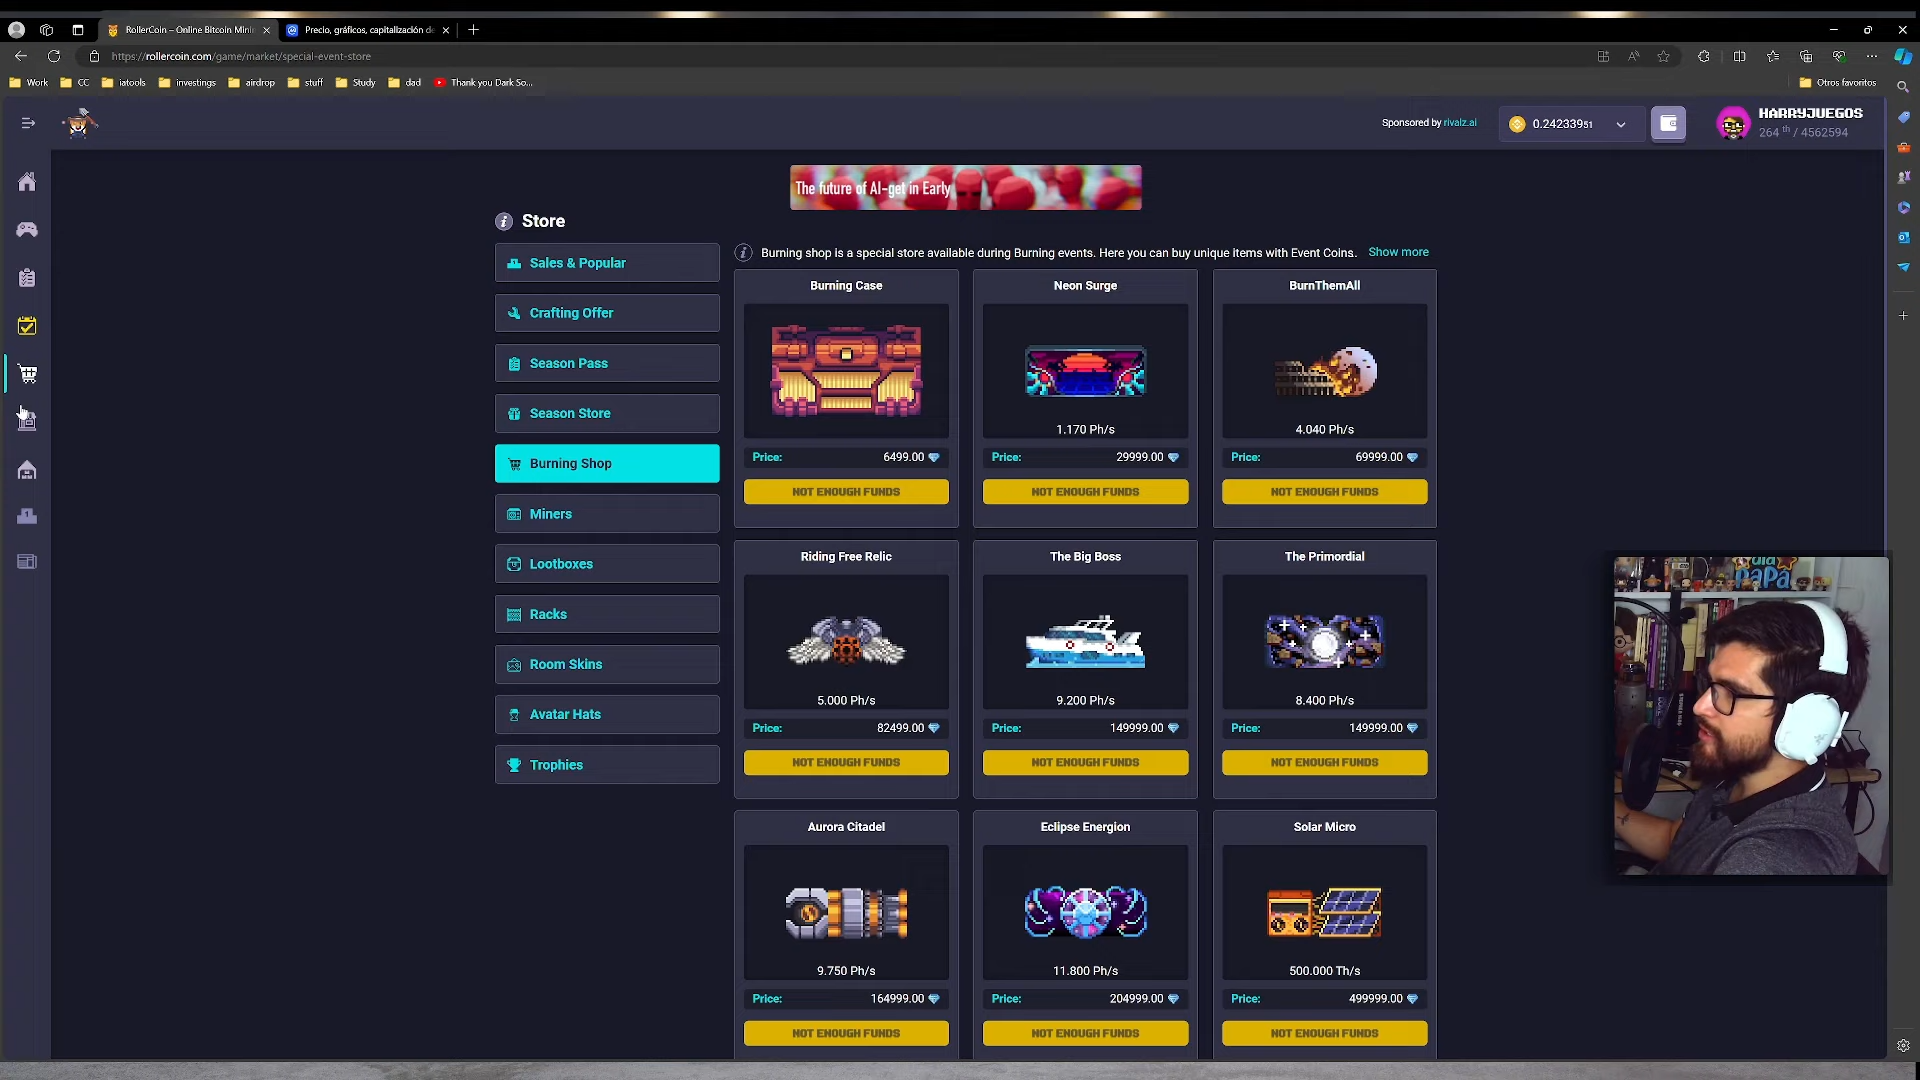 RollerCoin – Online Bitcoin Mini
Precio, gráficos, capitalización de
https://rollercoin.com/game/market/special-event-store
Work
CC
iatools
investings
airdrop
stuff
Study
dad
Thank you Dark So...
Otros favoritos
Sponsored by rivalz.ai
0.24233951
HARRYJUEGOS
264 th / 4562594
The future of AI-get in Early
Store
Sales & Popular
Crafting Offer
Season Pass
Season Store
Burning Shop
Miners
Lootboxes
Racks
Room Skins
Avatar Hats
Trophies
Burning shop is a special store available during Burning events. Here you can buy unique items with Event Coins. Show more
Burning Case
Price: 6499.00
NOT ENOUGH FUNDS
Neon Surge
1.170 Ph/s
Price: 29999.00
NOT ENOUGH FUNDS
BurnThemAll
4.040 Ph/s
Price: 69999.00
NOT ENOUGH FUNDS
Riding Free Relic
5.000 Ph/s
Price: 82499.00
NOT ENOUGH FUNDS
The Big Boss
9.200 Ph/s
Price: 149999.00
NOT ENOUGH FUNDS
The Primordial
8.400 Ph/s
Price: 149999.00
NOT ENOUGH FUNDS
Aurora Citadel
9.750 Ph/s
Price: 164999.00
NOT ENOUGH FUNDS
Eclipse Energion
11.800 Ph/s
Price: 204999.00
NOT ENOUGH FUNDS
Solar Micro
500.000 Th/s
Price: 499999.00
NOT ENOUGH FUNDS
día
PAPA